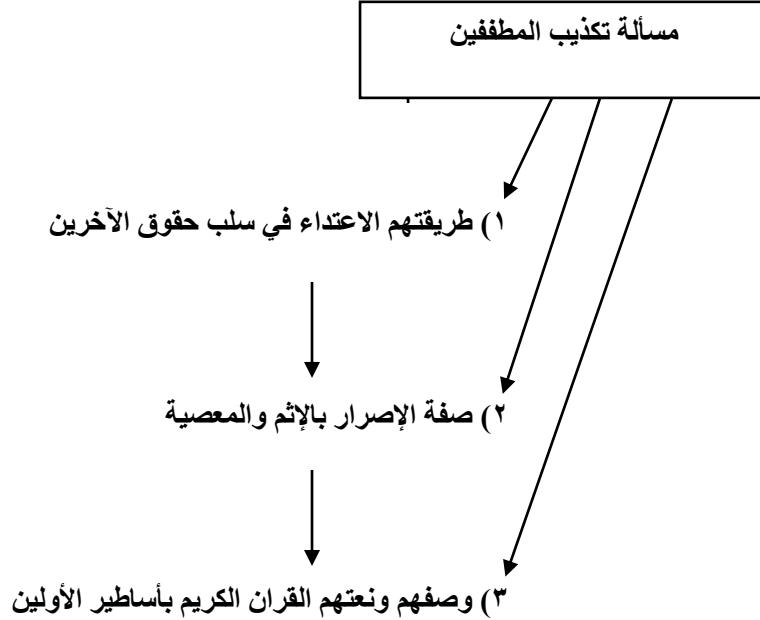 مسألة تكذيب المطففين
١) طريقتهم الاعتداء في سلب حقوق الآخرين
٢) صفة الإصرار بالإثم والمعصية
٣) وصفهم ونعتهم القران الكريم بأساطير الأولين